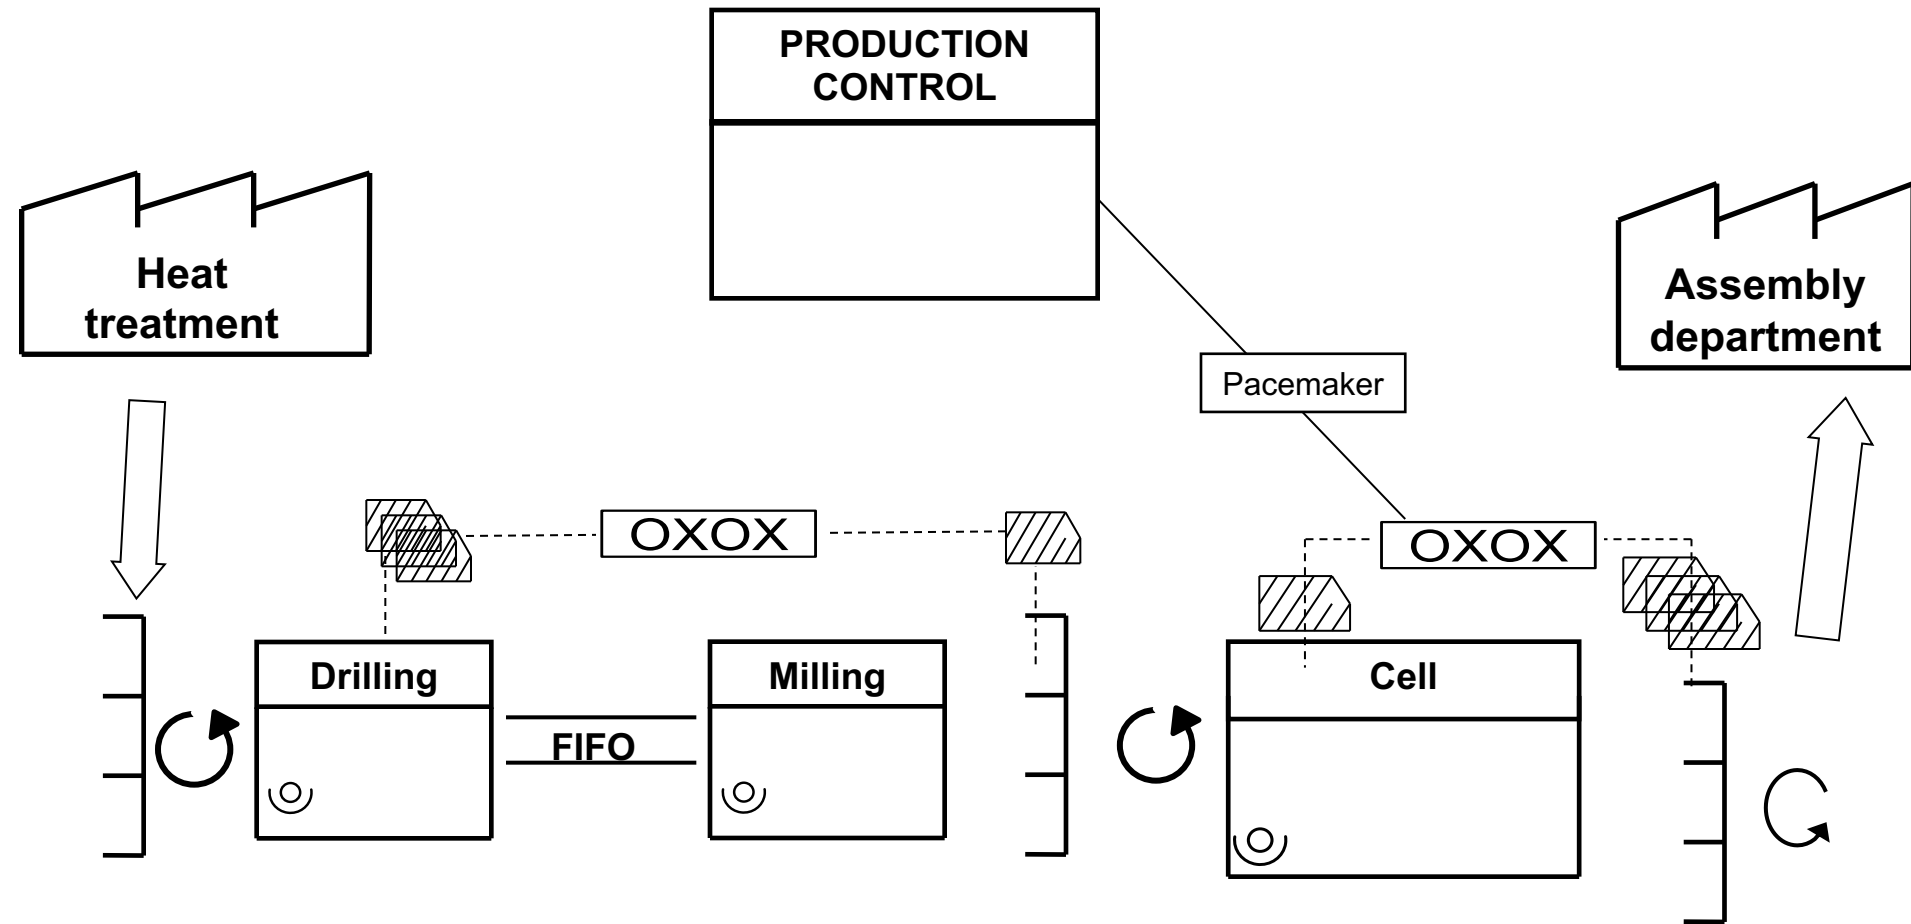 PRODUCTION
CONTROL
Heat
treatment
Assembly
department
Pacemaker
OXOX
OXOX
Drilling
Milling
Cell
FIFO